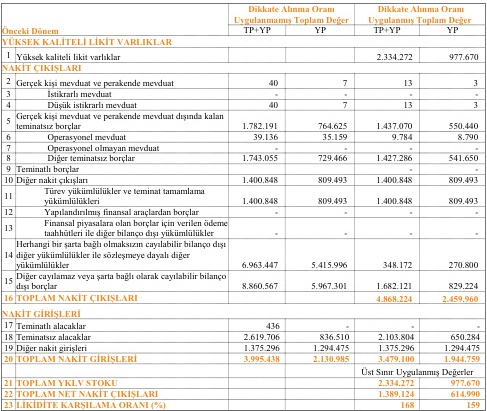 Dikkate Alınma Oranı Dikkate Alınma Oranı
Uygulanmamış Toplam Değer Uygulanmış Toplam Değer
Önceki Dönem TP+YP YP TP+YP YP
YÜKSEK KALİTELİ LİKİT VARLIKLAR
1 Yüksek kaliteli likit varlıklar 2.334.272 977.670
NAKİT ÇIKIŞLARI
2 Gerçek kişi mevduat ve perakende mevduat 40 7 13 3
3 İstikrarlı mevduat - - - -
4 Düşük istikrarlı mevduat 40 7 13 3
5 Gerçek kişi mevduat ve perakende mevduat dışında kalan
teminatsız borçlar 1.782.191 764.625 1.437.070 550.440
6 Operasyonel mevduat 39.136 35.159 9.784 8.790
7 Operasyonel olmayan mevduat - - - -
8 Diğer teminatsız borçlar 1.743.055 729.466 1.427.286 541.650
9 Teminatlı borçlar - -
10 Diğer nakit çıkışları 1.400.848 809.493 1.400.848 809.493
11 Türev yükümlülükler ve teminat tamamlama
yükümlülükleri 1.400.848 809.493 1.400.848 809.493
12 Yapılandırılmış finansal araçlardan borçlar - - - -
13 Finansal piyasalara olan borçlar için verilen ödeme
taahhütleri ile diğer bilanço dışı yükümlülükler - - - -
14 Herhangi bir şarta bağlı olmaksızın cayılabilir bilanço dışı
diğer yükümlülükler ile sözleşmeye dayalı diğer
yükümlülükler 6.963.447 5.415.996 348.172 270.800
15 Diğer cayılamaz veya şarta bağlı olarak cayılabilir bilanço
dışı borçlar 8.860.567 5.967.301 1.682.121 829.224
16 TOPLAM NAKİT ÇIKIŞLARI 4.868.224 2.459.960
NAKİT GİRİŞLERİ
17 Teminatlı alacaklar 436 - - -
18 Teminatsız alacaklar 2.619.706 836.510 2.103.804 650.284
19 Diğer nakit girişleri 1.375.296 1.294.475 1.375.296 1.294.475
20 TOPLAM NAKİT GİRİŞLERİ 3.995.438 2.130.985 3.479.100 1.944.759
Üst Sınır Uygulanmış Değerler
21 TOPLAM YKLV STOKU 2.334.272 977.670
22 TOPLAM NET NAKİT ÇIKIŞLARI 1.389.124 614.990
23 LİKİDİTE KARŞILAMA ORANI (%) 168 159